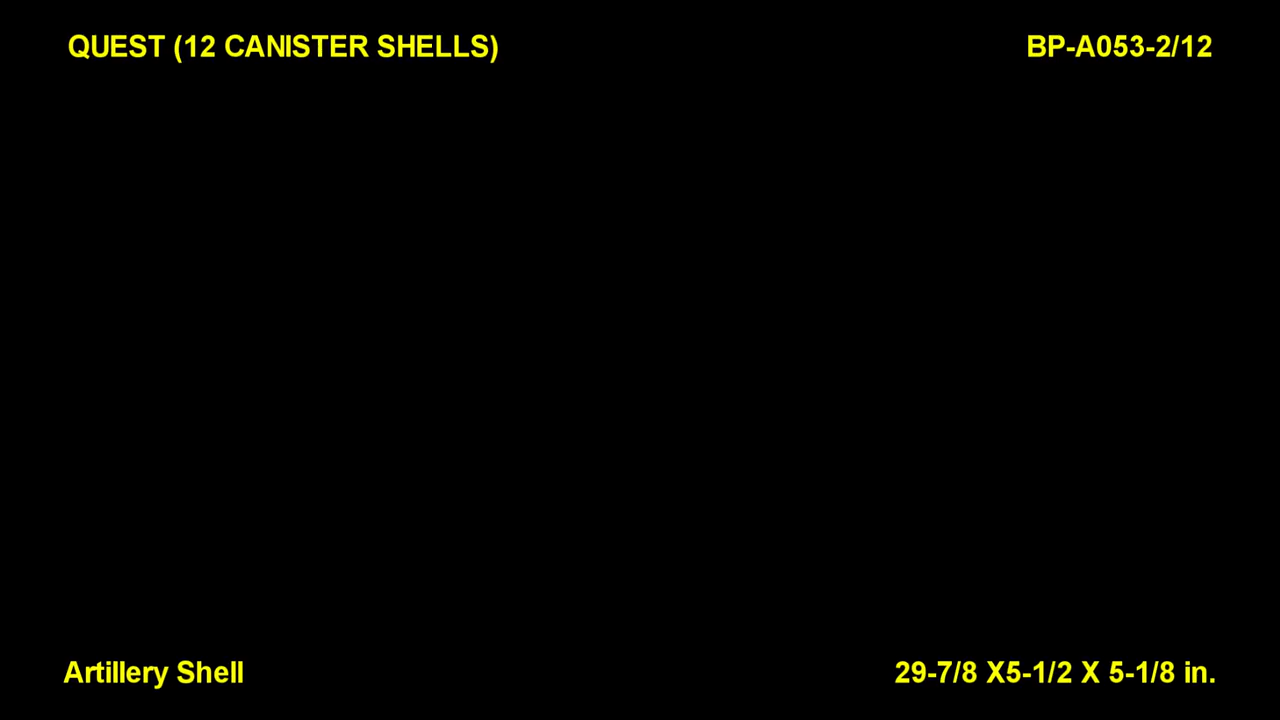 QUEST (12 CANISTER SHELLS)
BP-A053-2/12
Artillery Shell
29-7/8 X5-1/2 X 5-1/8 in.